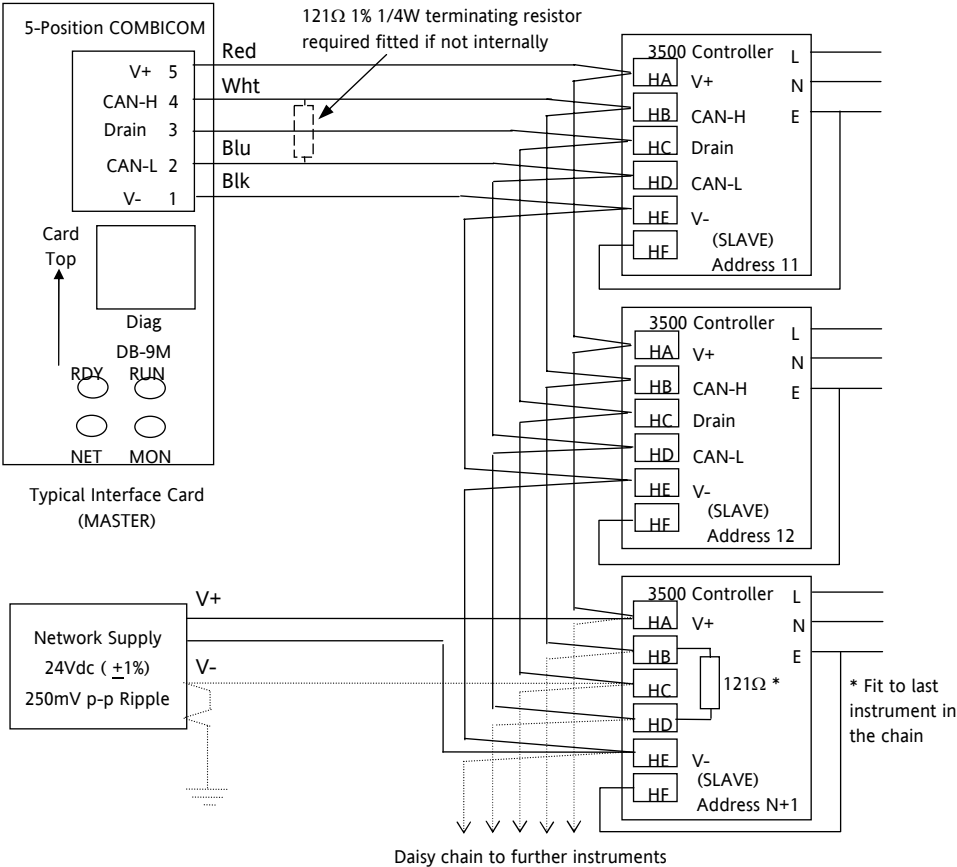 5-Position COMBICOM
V+ 5
CAN-H 4
Drain 3
CAN-L 2
V- 1
Card
Top
Diag
DB-9M
RDY RUN
NET MON
Typical Interface Card
(MASTER)
121Ω 1% 1/4W terminating resistor
required fitted if not internally
Red
Wht
Blu
Blk
3500 Controller
L
HA V+
N
HB CAN-H
E
HC Drain
HD CAN-L
HE V-
HF
(SLAVE)
Address 11
3500 Controller
L
HA V+
N
HB CAN-H
E
HC Drain
HD CAN-L
HE V-
HF
(SLAVE)
Address 12
3500 Controller
L
HA V+
N
HB
E
HC
121Ω *
HD
HE V-
HF
(SLAVE)
Address N+1
* Fit to last
instrument in
the chain
Network Supply
24Vdc ( ±1%)
250mV p-p Ripple
V+
V-
Daisy chain to further instruments